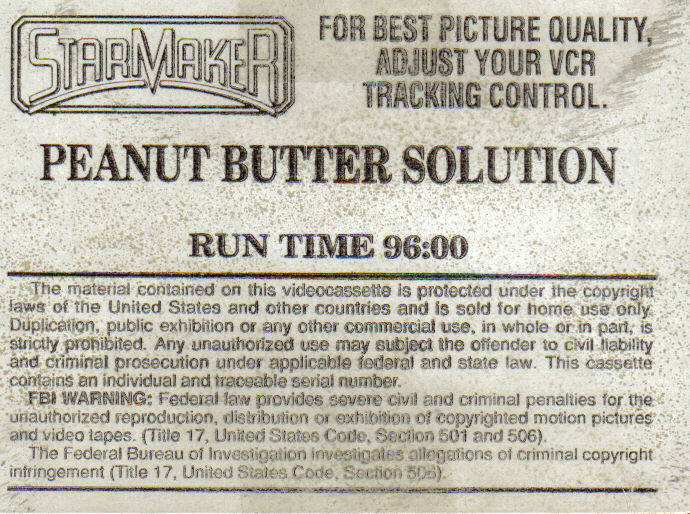 STARMAKER
FOR BEST PICTURE QUALITY,
ADJUST YOUR VCR
TRACKING CONTROL.
PEANUT BUTTER SOLUTION
RUN TIME 96:00
The material contained on this videocassette is protected under the copyright
laws of the United States and other countries and is sold for home use only.
Duplication, public exhibition or any other commercial use, in whole or in part, is
strictly prohibited. Any unauthorized use may subject the offender to civil liability
and criminal prosecution under applicable federal and state law. This cassette
contains an individual and traceable serial number.
FBI WARNING: Federal law provides severe civil and criminal penalties for the
unauthorized reproduction, distribution or exhibition of copyrighted motion pictures
and video tapes. (Title 17, United States Code, Section 501 and 506).
The Federal Bureau of Investigation investigates allegations of criminal copyright
infringement (Title 17, United States Code, Section 506).